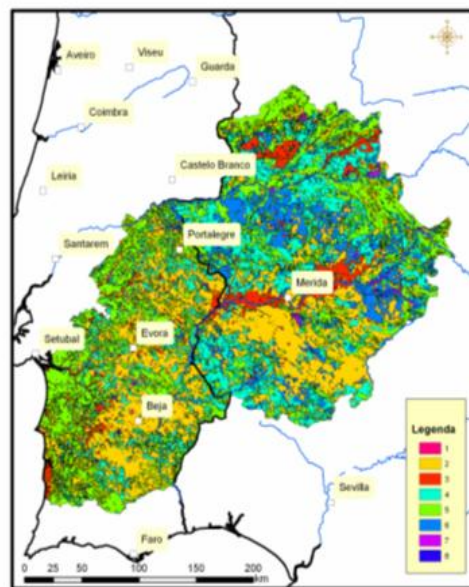 Aveiro
Viseu
Guarda
Coimbra
Castelo Branco
Leiria
Portalegre
Santarem
Merida
Evora
Setubal
Beja
Legenda
1
2
3
4
5
6
7
8
Sevilla
Faro
0 25 50 100 150 200
km